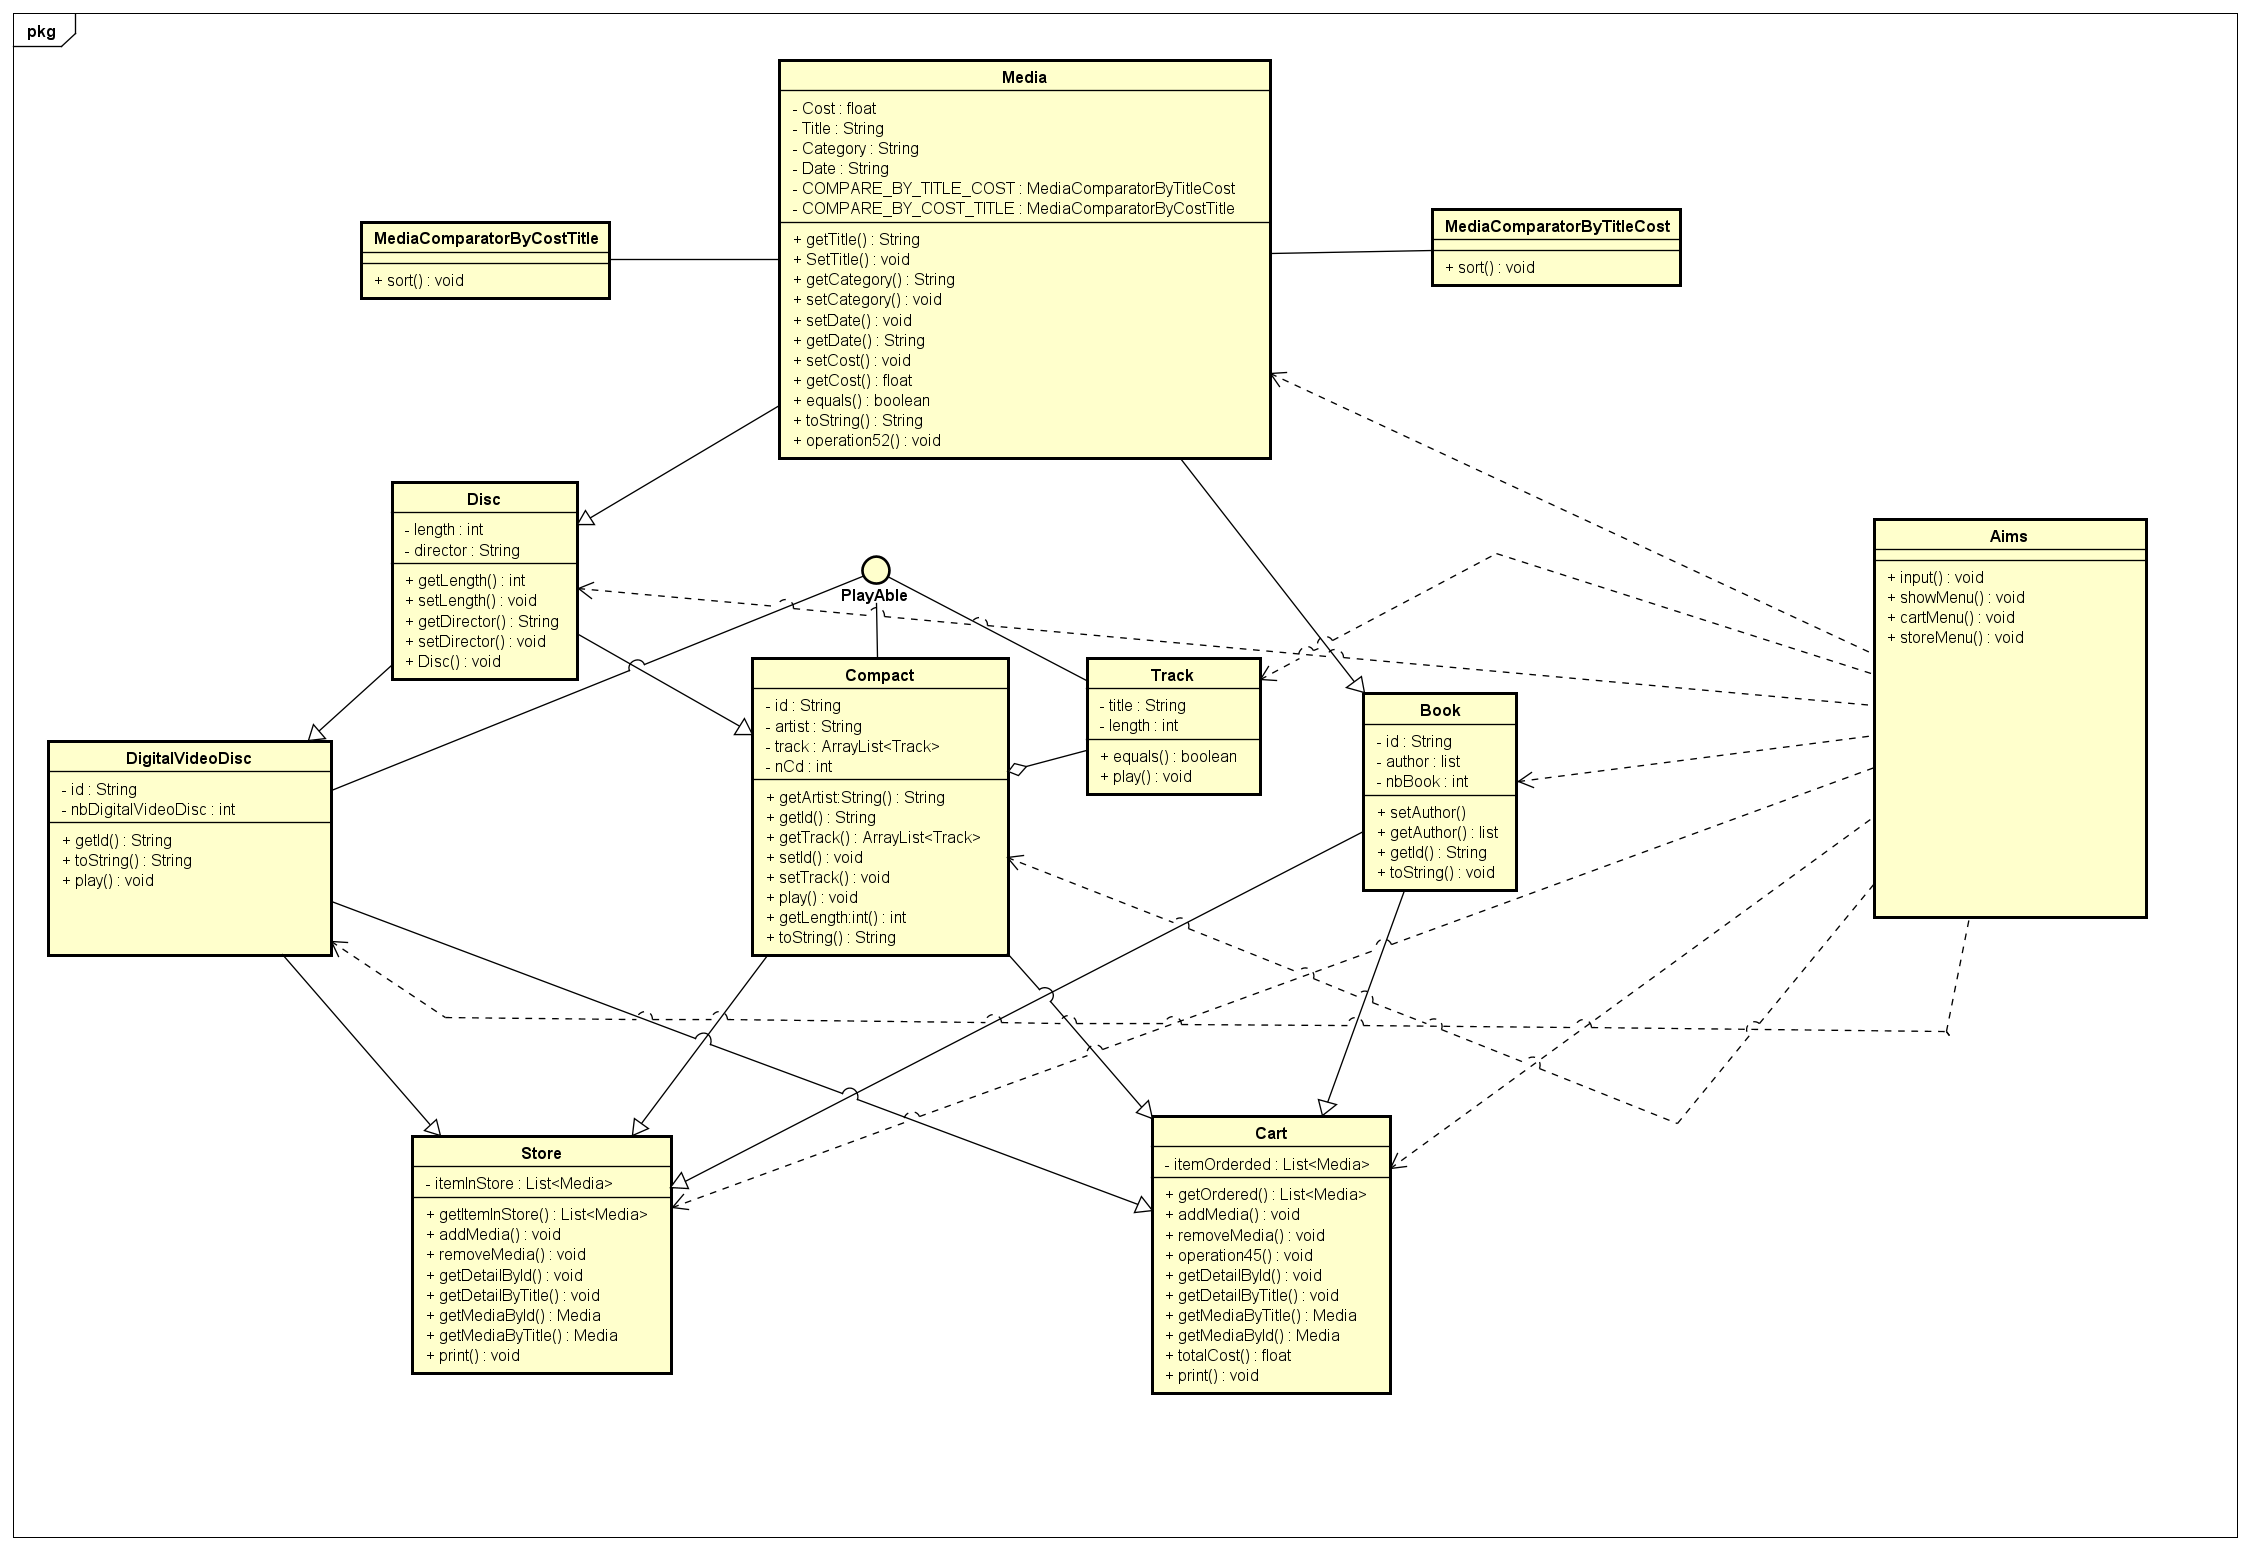 pkg
Media
- Cost : float
- Title : String
- Category : String
- Date : String
- COMPARE_BY_TITLE_COST : MediaComparatorByTitleCost
- COMPARE_BY_COST_TITLE : MediaComparatorByCostTitle
+ getTitle() : String
+ SetTitle() : void
+ getCategory() : String
+ setCategory() : void
+ setDate() : void
+ getDate() : String
+ setCost() : void
+ getCost() : float
+ equals() : boolean
+ toString() : String
+ operation52() : void
MediaComparatorByCostTitle
+ sort() : void
MediaComparatorByTitleCost
+ sort() : void
Disc
- length : int
- director : String
+ getLength() : int
+ setLength() : void
+ getDirector() : String
+ setDirector() : void
+ Disc() : void
PlayAble
Aims
+ input() : void
+ showMenu() : void
+ cartMenu() : void
+ storeMenu() : void
Compact
- id : String
- artist : String
- track : ArrayList<Track>
- nCd : int
+ getArtist:String() : String
+ getId() : String
+ getTrack() : ArrayList<Track>
+ setId() : void
+ setTrack() : void
+ play() : void
+ getLength:int() : int
+ toString() : String
Track
- title : String
- length : int
+ equals() : boolean
+ play() : void
Book
- id : String
- author : list
- nbBook : int
+ setAuthor()
+ getAuthor() : list
+ getId() : String
+ toString() : void
DigitalVideoDisc
- id : String
- nbDigitalVideoDisc : int
+ getId() : String
+ toString() : String
+ play() : void
Store
- itemInStore : List<Media>
+ getItemInStore() : List<Media>
+ addMedia() : void
+ removeMedia() : void
+ getDetailById() : void
+ getDetailByTitle() : void
+ getMediaById() : Media
+ getMediaByTitle() : Media
+ print() : void
Cart
- itemOrderded : List<Media>
+ getOrdered() : List<Media>
+ addMedia() : void
+ removeMedia() : void
+ operation45() : void
+ getDetailById() : void
+ getDetailByTitle() : void
+ getMediaByTitle() : Media
+ getMediaById() : Media
+ totalCost() : float
+ print() : void